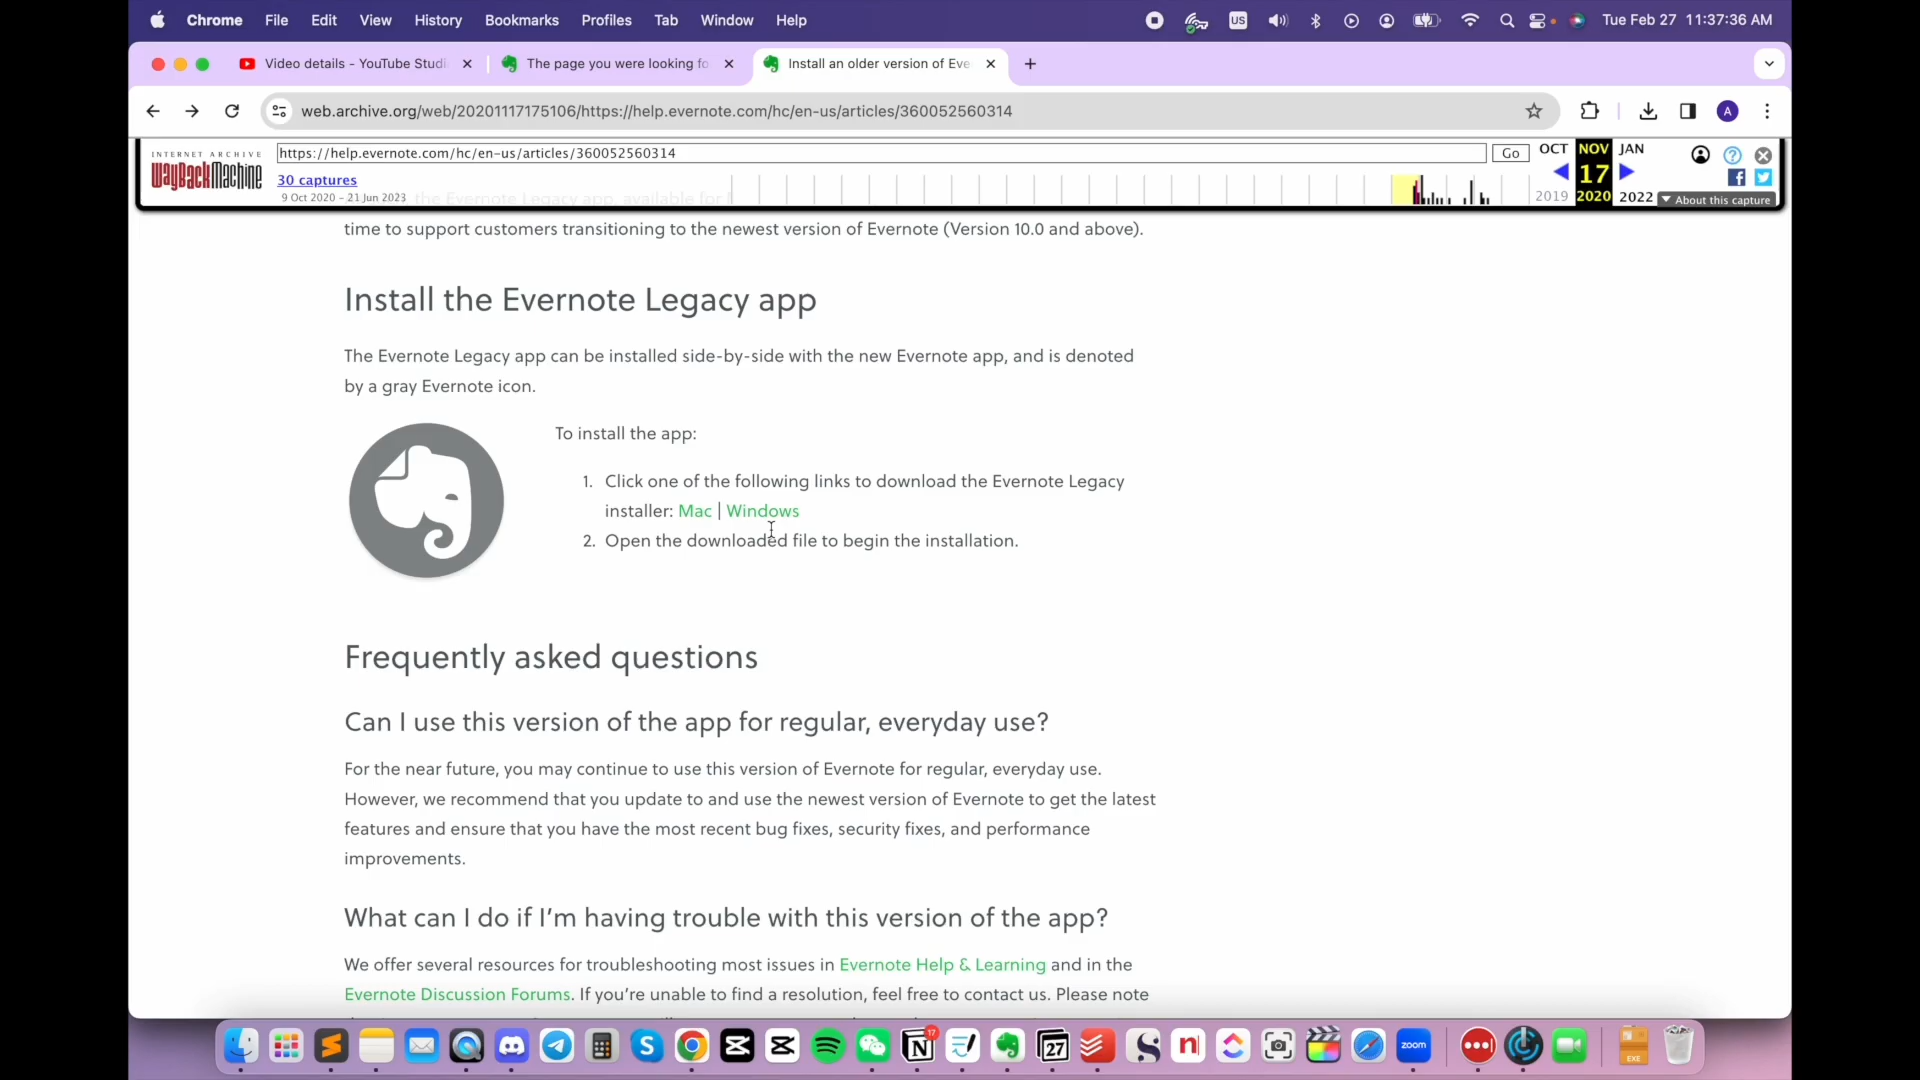 Chrome File Edit View History Bookmarks Profiles Tab Window Help US Tue Feb 27 11:37:36 AM
Video details - YouTube Studi The page you were looking fo Install an older version of Eve
web.archive.org/web/20201117175106/https://help.evernote.com/hc/en-us/articles/360052560314 A
INTERNET ARCHIVE
WayBackMachine
https://help.evernote.com/hc/en-us/articles/360052560314 Go
30 captures
9 Oct 2020 – 21 Jun 2023
OCT NOV JAN
17
2019 2020 2022
About this capture
the Evernote Legacy app, available for
time to support customers transitioning to the newest version of Evernote (Version 10.0 and above).
Install the Evernote Legacy app
The Evernote Legacy app can be installed side-by-side with the new Evernote app, and is denoted
by a gray Evernote icon.
To install the app:
1. Click one of the following links to download the Evernote Legacy
installer: Mac | Windows
2. Open the downloaded file to begin the installation.
Frequently asked questions
Can I use this version of the app for regular, everyday use?
For the near future, you may continue to use this version of Evernote for regular, everyday use.
However, we recommend that you update to and use the newest version of Evernote to get the latest
features and ensure that you have the most recent bug fixes, security fixes, and performance
improvements.
What can I do if I'm having trouble with this version of the app?
We offer several resources for troubleshooting most issues in Evernote Help & Learning and in the
Evernote Discussion Forums. If you're unable to find a resolution, feel free to contact us. Please note
17
27
zoom
EXE